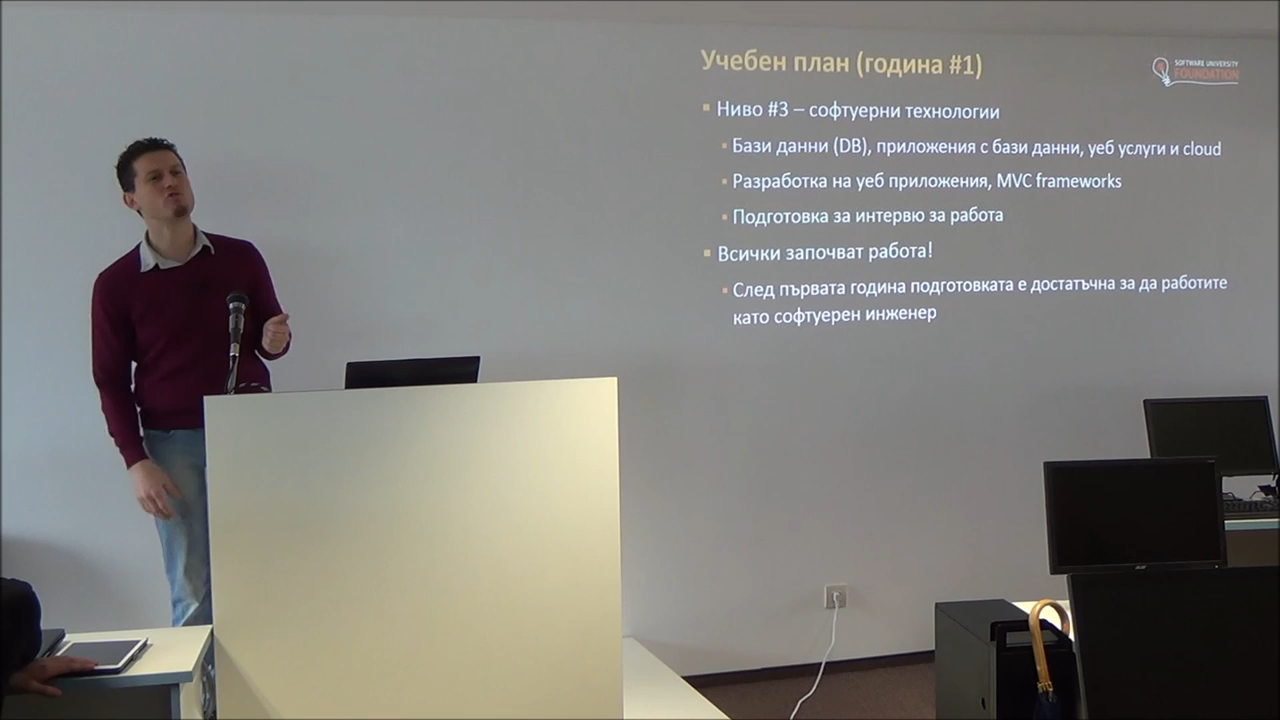 Учебен план (година #1)
SOFTWARE UNIVERSITY
FOUNDATION
Ниво #3 – софтуерни технологии
Бази данни (DB), приложения с бази данни, уеб услуги и cloud
Разработка на уеб приложения, MVC frameworks
Подготовка за интервю за работа
Всички започват работа!
След първата година подготовката е достатъчна за да работите
като софтуерен инженер